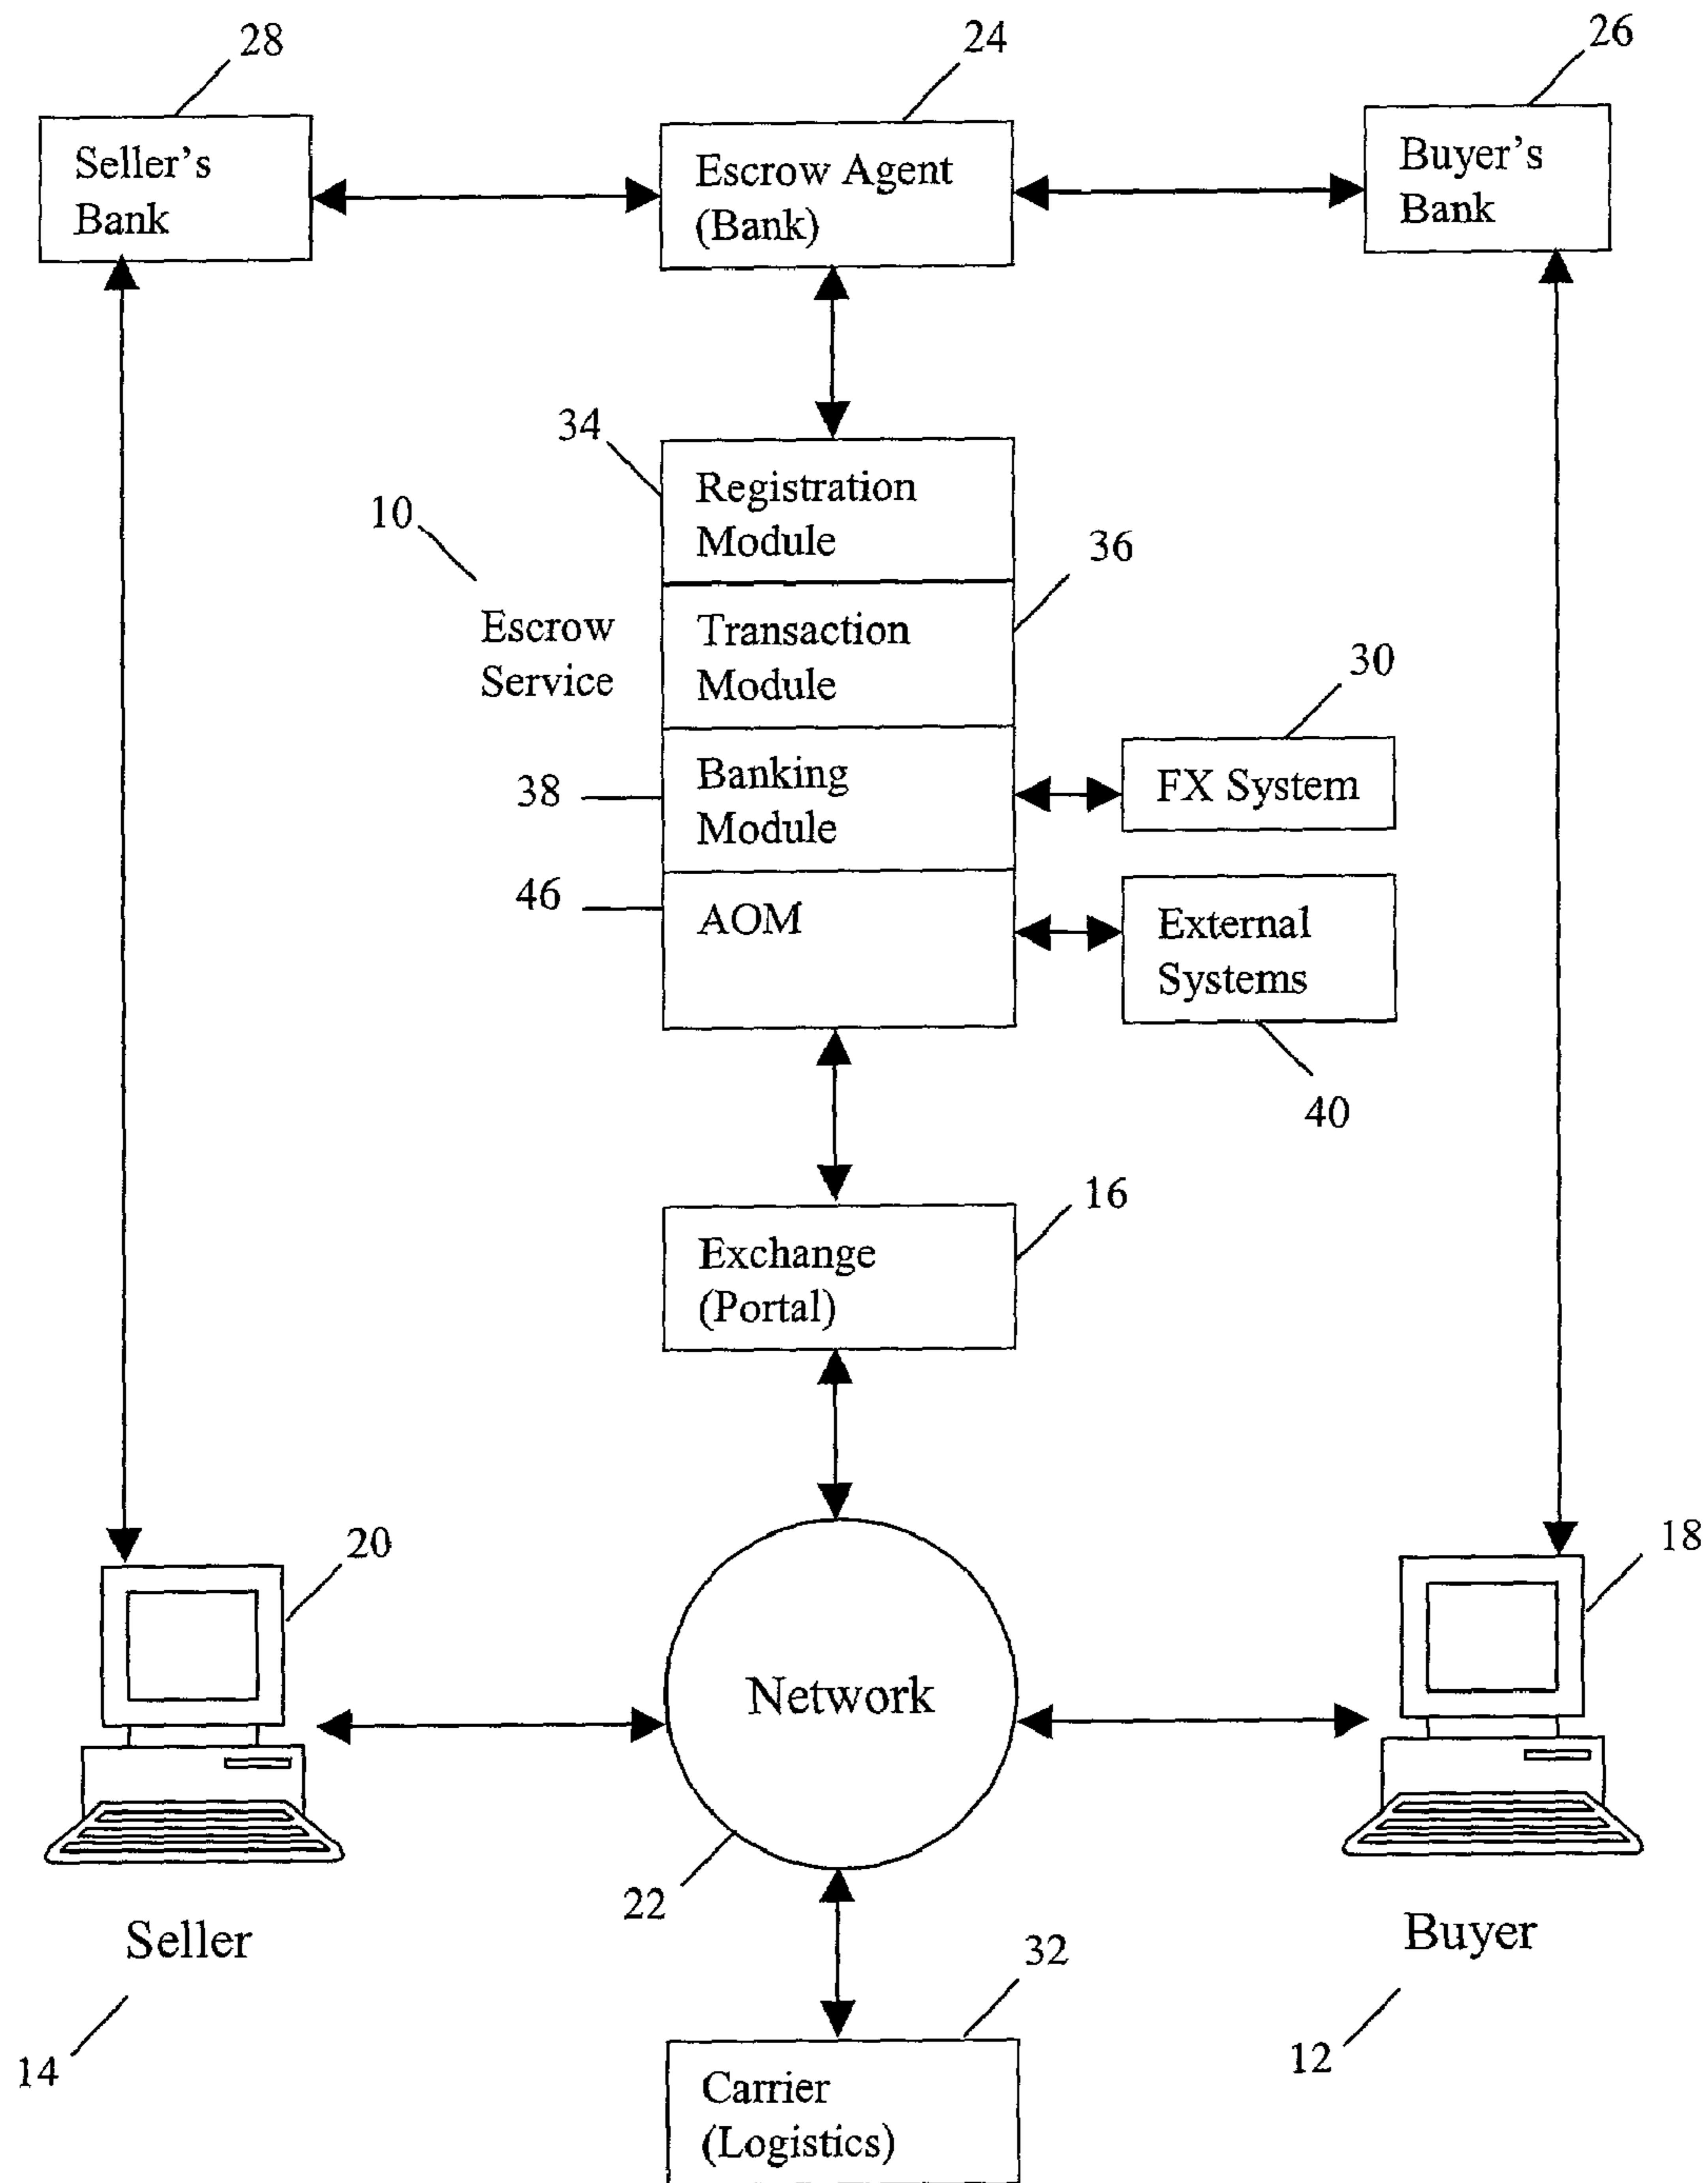 28
24
26
Seller's
Bank
Escrow Agent
(Bank)
Buyer's
Bank
34
Registration
Module
10
36
Escrow
Service
Transaction
Module
30
38
Banking
Module
FX System
46
AOM
External
Systems
40
16
Exchange
(Portal)
20
18
Network
22
Seller
Buyer
32
14
12
Carrier
(Logistics)